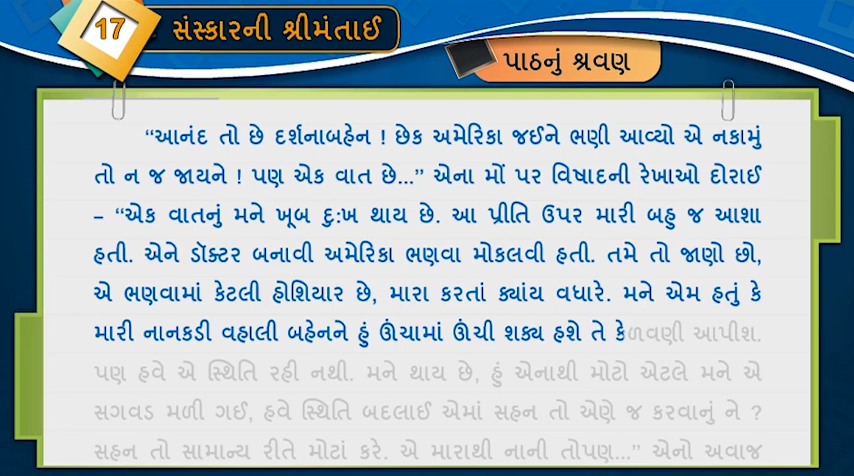 17
સંસ્કારની શ્રીમંતાઈ
પાઠનું શ્રવણ
“આનંદ તો છે દર્શનાબહેન ! છેક અમેરિકા જઈને ભણી આવ્યો એ નકામું
તો ન જ જાયને ! પણ એક વાત છે...” એના મોં પર વિષાદની રેખાઓ દોરાઈ
– “એક વાતનું મને ખૂબ દુ:ખ થાય છે. આ પ્રીતિ ઉપર મારી બહુ જ આશા
હતી. એને ડૉક્ટર બનાવી અમેરિકા ભણવા મોકલવી હતી. તમે તો જાણો છો,
એ ભણવામાં કેટલી હોશિયાર છે, મારા કરતાં ક્યાંય વધારે. મને એમ હતું કે
મારી નાનકડી વહાલી બહેનને હું ઊંચામાં ઊંચી શક્ય હશે તે કેળવણી આપીશ.
પણ હવે એ સ્થિતિ રહી નથી. મને થાય છે, હું એનાથી મોટો એટલે મને એ
સગવડ મળી ગઈ, હવે સ્થિતિ બદલાઈ એમાં સહન તો એણે જ કરવાનું ને ?
સહન તો સામાન્ય રીતે મોટાં કરે. એ મારાથી નાની તોપણ...” એનો અવાજ